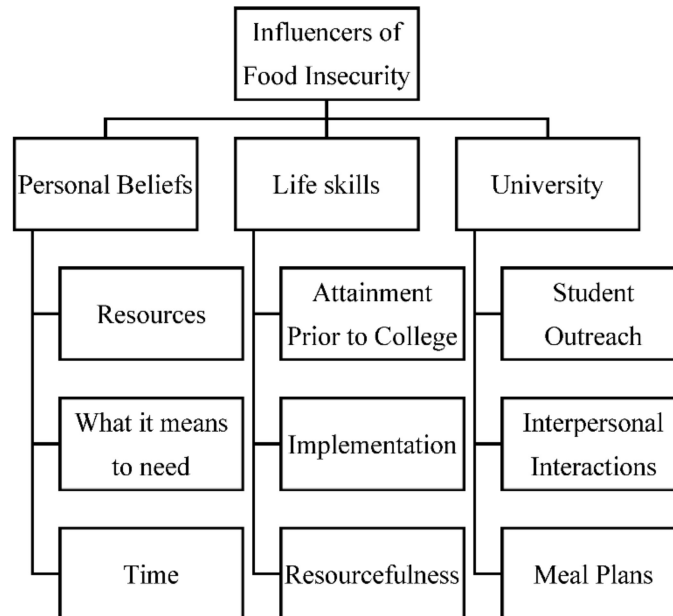 Influencers of
Food Insecurity
Personal Beliefs
Life skills
University
Resources
Attainment
Prior to College
Student
Outreach
What it means
to need
Implementation
Interpersonal
Interactions
Time
Resourcefulness
Meal Plans